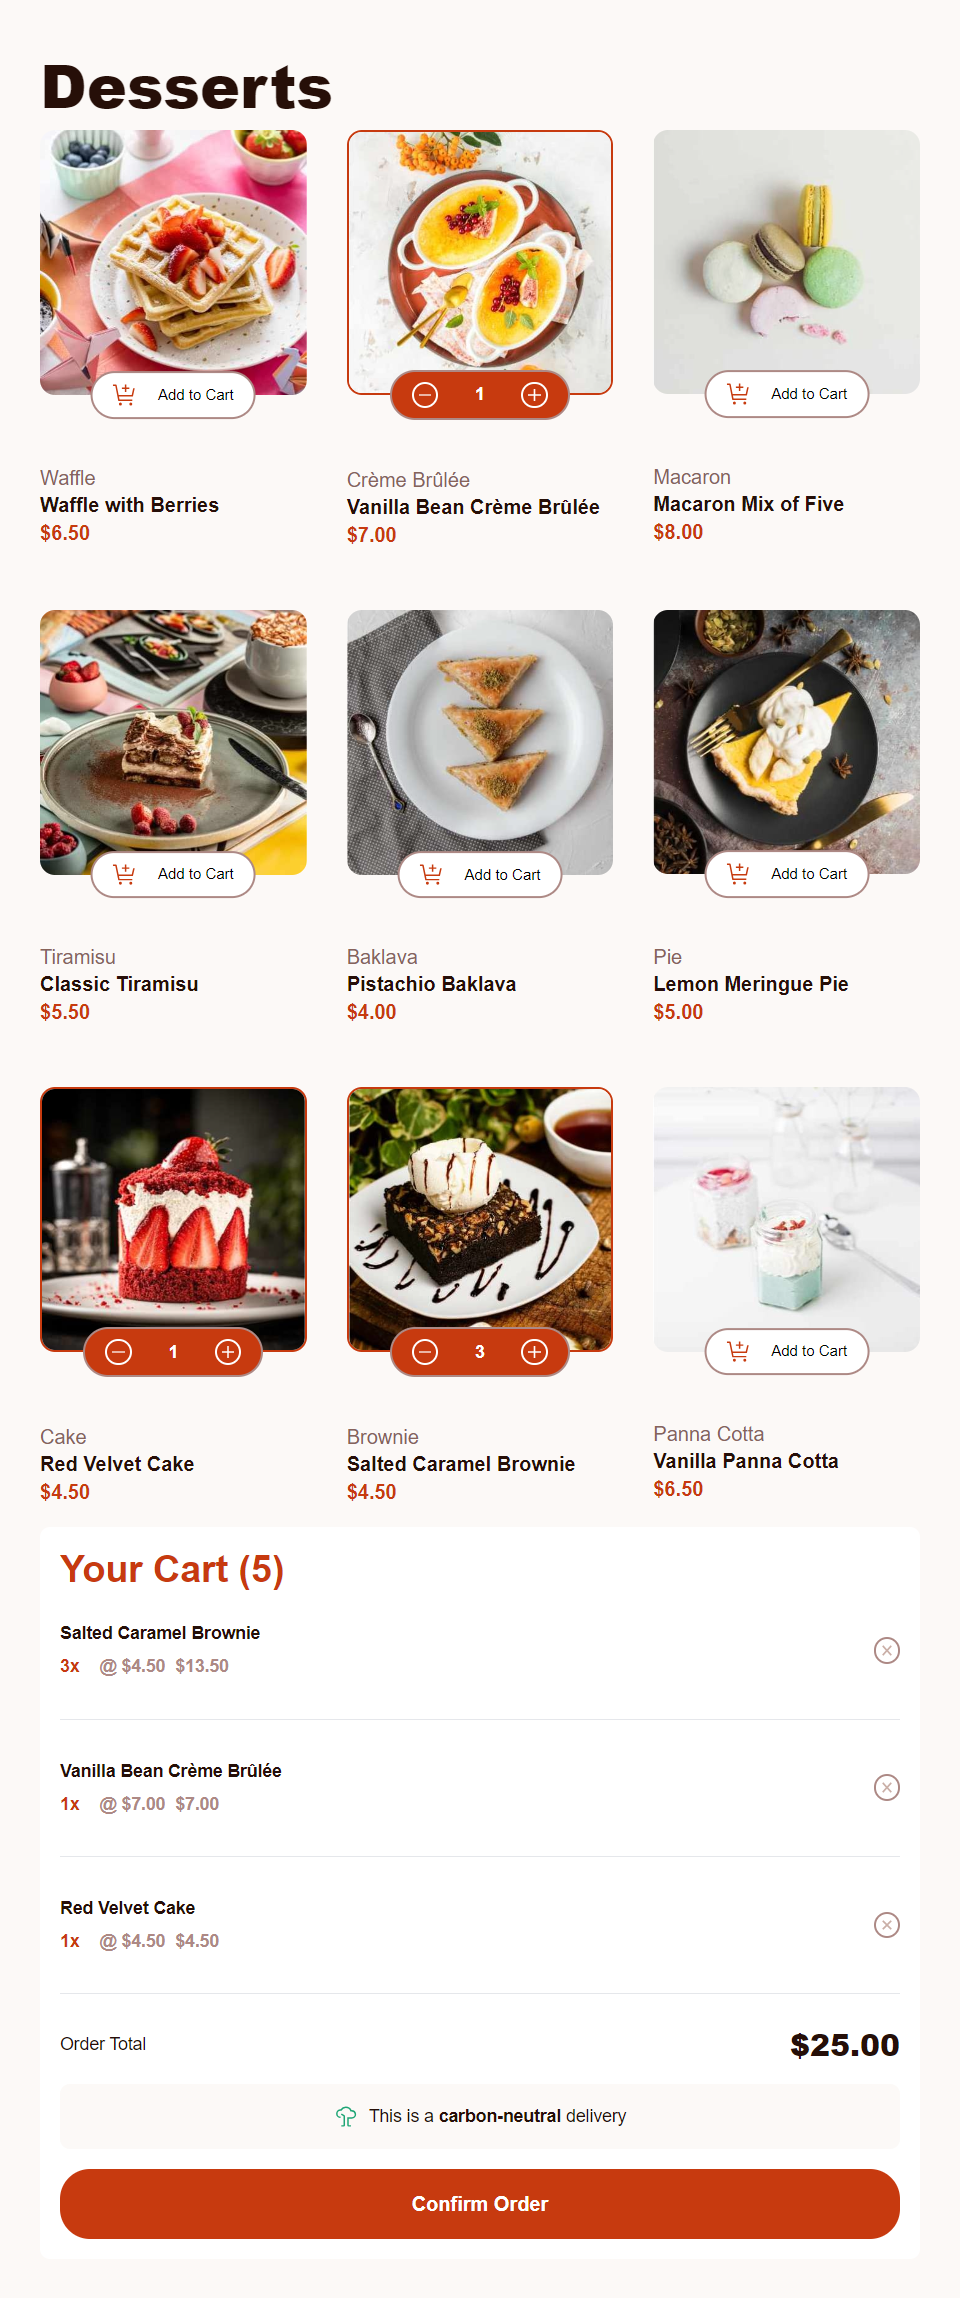 Desserts
Add to Cart
1
Add to Cart
Waffle
Waffle with Berries
$6.50
Crème Brûlée
Vanilla Bean Crème Brûlée
$7.00
Macaron
Macaron Mix of Five
$8.00
Add to Cart
Add to Cart
Add to Cart
Tiramisu
Classic Tiramisu
$5.50
Baklava
Pistachio Baklava
$4.00
Pie
Lemon Meringue Pie
$5.00
1
3
Add to Cart
Cake
Red Velvet Cake
$4.50
Brownie
Salted Caramel Brownie
$4.50
Panna Cotta
Vanilla Panna Cotta
$6.50
Your Cart (5)
Salted Caramel Brownie
3x @ $4.50 $13.50
Vanilla Bean Crème Brûlée
1x @ $7.00 $7.00
Red Velvet Cake
1x @ $4.50 $4.50
Order Total $25.00
This is a carbon-neutral delivery
Confirm Order